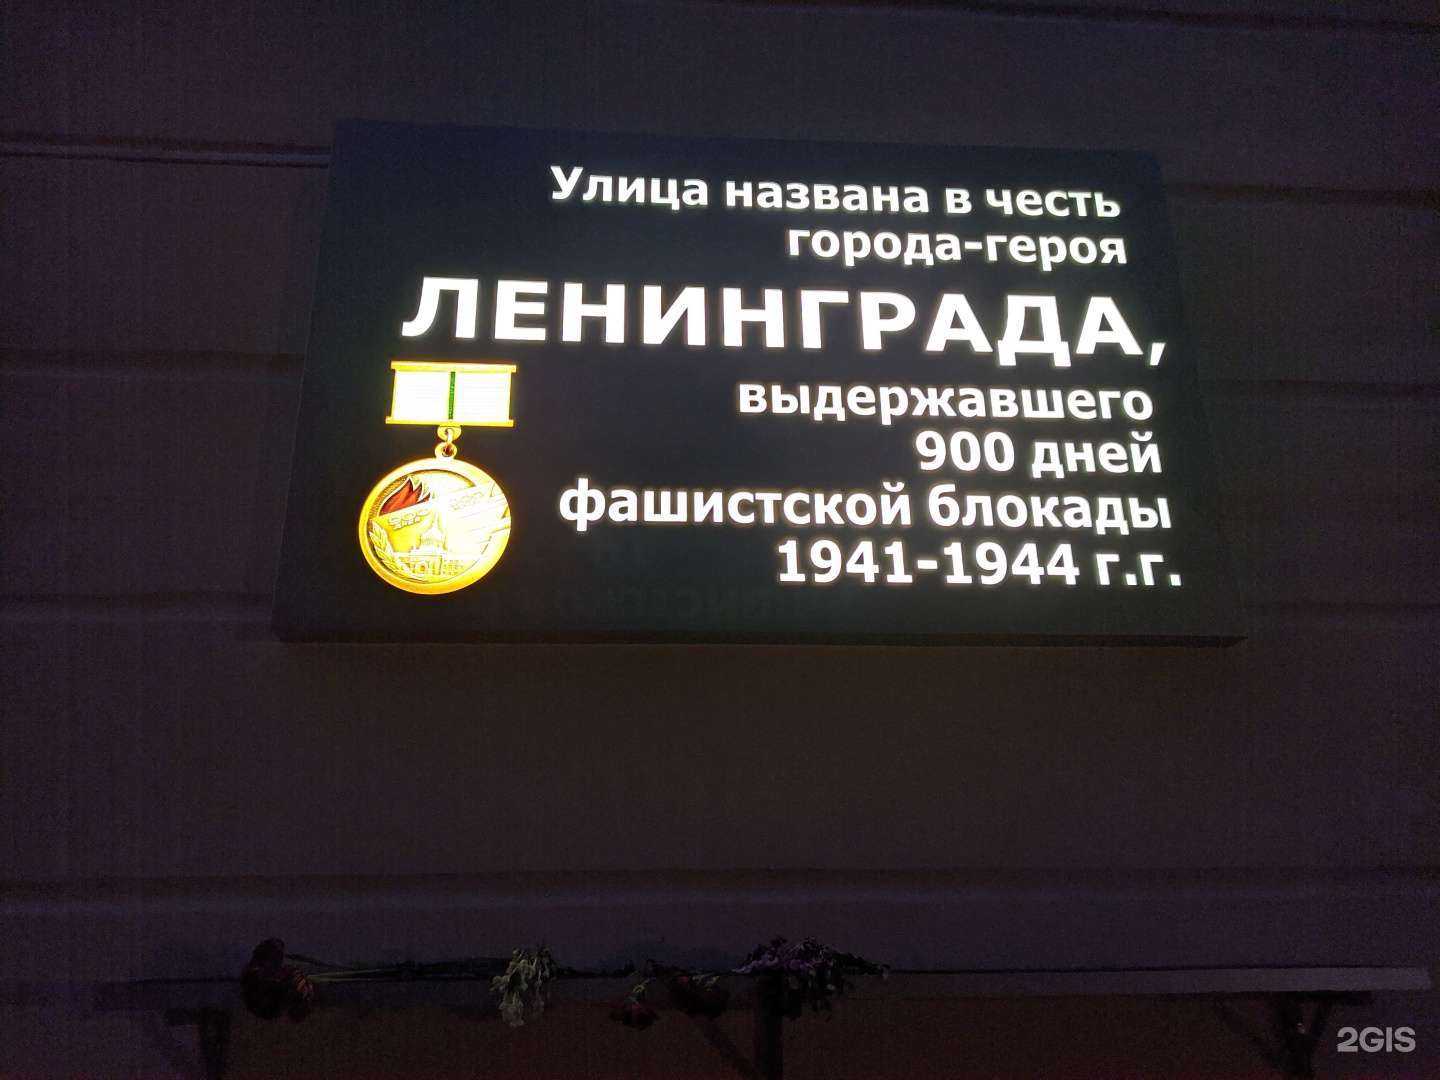 Улица названа в честь
города-героя
ЛЕНИНГРАДА,
выдержавшего
900 дней
фашистской блокады
1941-1944 г.г.
2GIS